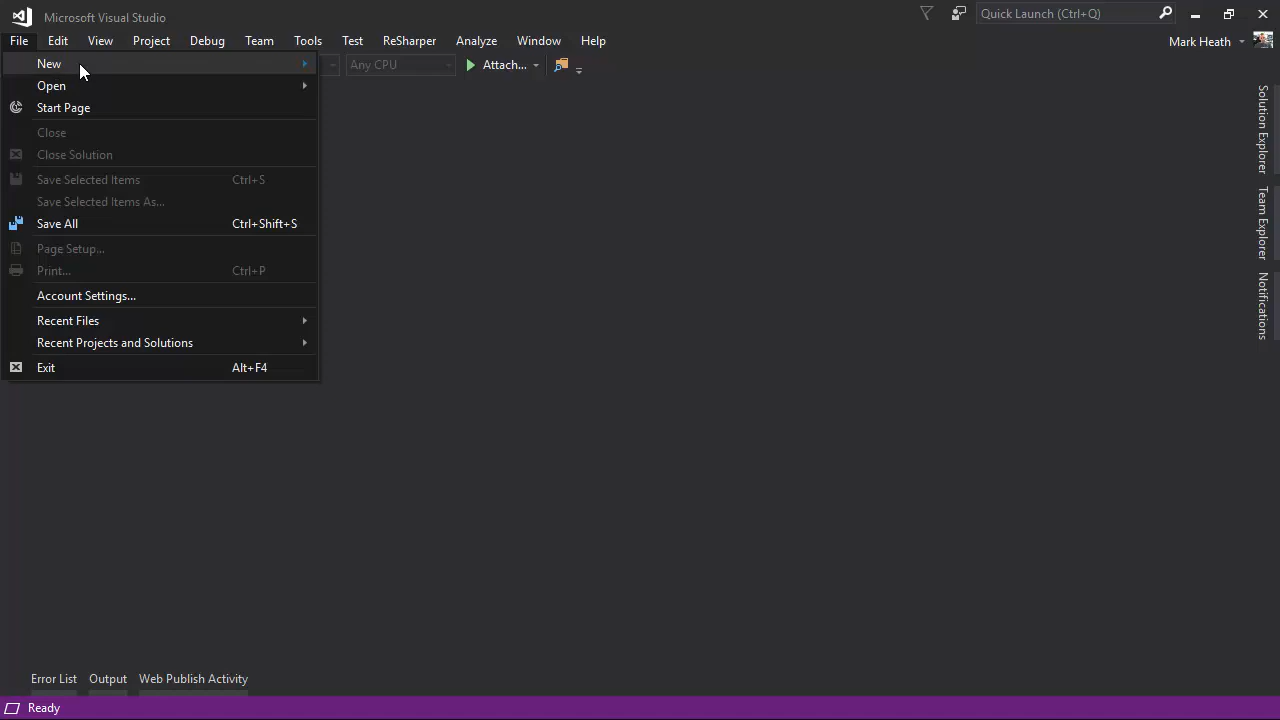 Microsoft Visual Studio
Quick Launch (Ctrl+Q)
File Edit View Project Debug Team Tools Test ReSharper Analyze Window Help
Mark Heath
Any CPU
Attach...
New
Open
Start Page
Close
Close Solution
Save Selected Items Ctrl+S
Save Selected Items As...
Save All Ctrl+Shift+S
Page Setup...
Print... Ctrl+P
Account Settings...
Recent Files
Recent Projects and Solutions
Exit Alt+F4
Solution Explorer
Team Explorer
Notifications
Error List Output Web Publish Activity
Ready